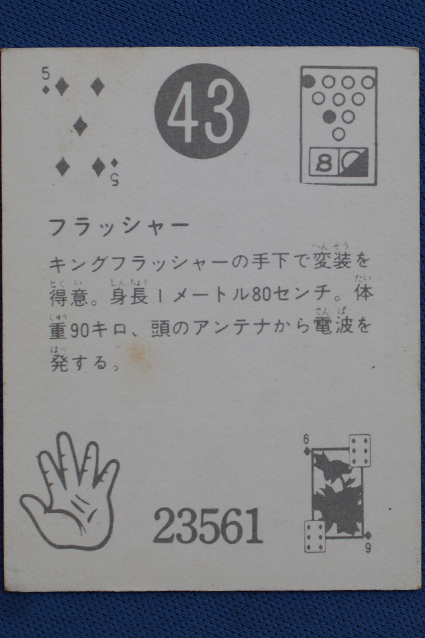 5
43
8
5
フラッシャー
キングフラッシャーの手下で変装を
得意。身長1メートル80センチ。体
重90キロ、頭のアンテナから電波を
発する。
6
23561
6